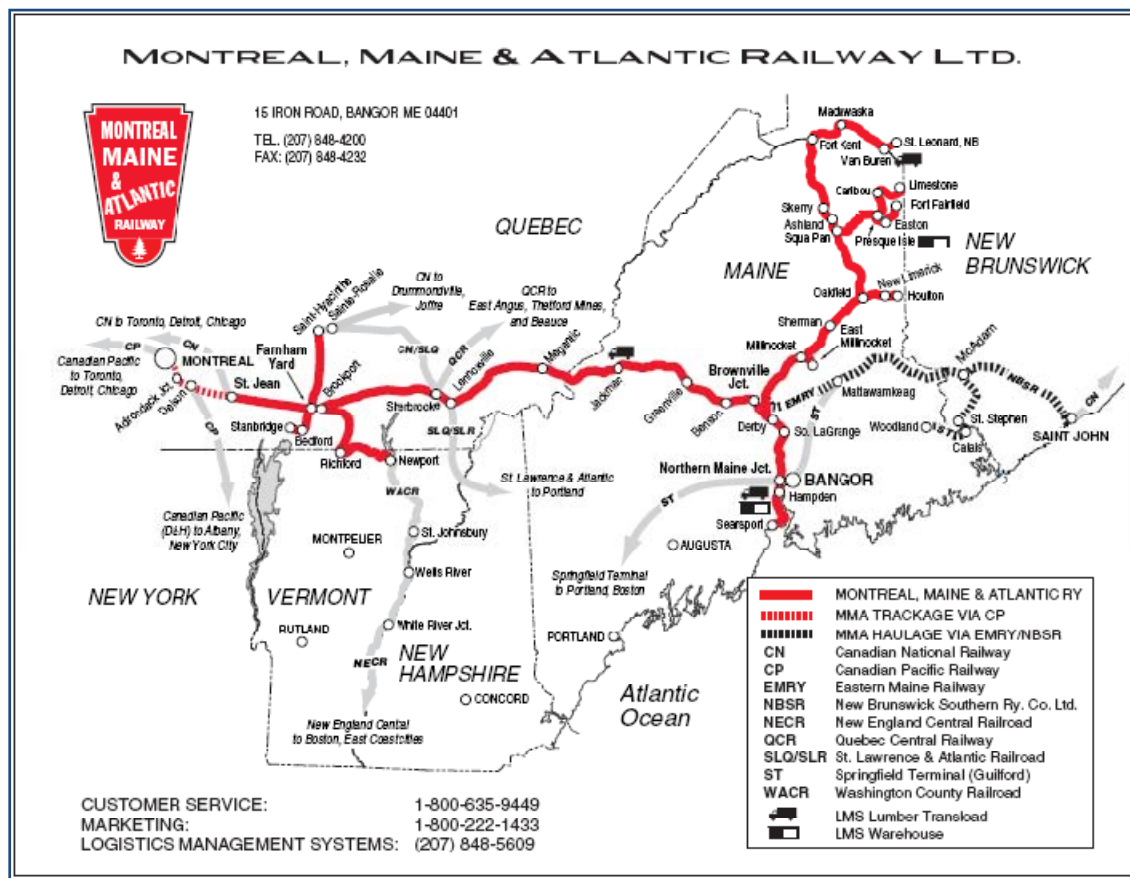 MONTREAL, MAINE & ATLANTIC RAILWAY LTD.
MONTREAL
MAINE
&
ATLANTIC
RAILWAY
15 IRON ROAD, BANGOR ME 04401
TEL. (207) 848-4200
FAX: (207) 848-4232
Madawaska
Fort Kent
St. Leonard, NB
Van Buren
Caribou
Limestone
Fort Fairfield
Skerry
Ashland
Squa Pan
Easton
Presque Isle
QUEBEC
NEW
BRUNSWICK
MAINE
New Limerick
Oakfield
Houlton
Sherman
East
Millinocket
Millinocket
CN to
Drummondville,
Joffre
QCR to
East Angus, Thetford Mines,
and Beauce
Saint-Hyacinthe
Sainte-Rosalie
CN to Toronto, Detroit, Chicago
CP
CN
Canadian Pacific
to Toronto,
Detroit, Chicago
MONTREAL
Farnham
Yard
Brookport
CN/SLQ
QCR
Lennoxville
Megantic
Jackman
Greenville
Brownville
Jct.
EMRY
Mattawamkeag
McAdam
NBSR
CN
Adirondack Jct.
Delson
St. Jean
Sherbrooke
Benson
Derby
So. LaGrange
ST
Woodland
ST
St. Stephen
Calais
SAINT JOHN
Stanbridge
Bedford
Richford
Newport
CP
SLQ/SLR
St. Lawrence & Atlantic
to Portland
Northern Maine Jct.
BANGOR
Hampden
Searsport
ST
WACR
Canadian Pacific
(D&H) to Albany,
New York City
St. Johnsbury
MONTPELIER
Wells River
AUGUSTA
Springfield Terminal
to Portland, Boston
NEW YORK
VERMONT
RUTLAND
White River Jct.
NEW
HAMPSHIRE
PORTLAND
NECR
CONCORD
Atlantic
Ocean
New England Central
to Boston, East Coast cities
MONTREAL, MAINE & ATLANTIC RY
MMA TRACKAGE VIA CP
MMA HAULAGE VIA EMRY/NBSR
CN Canadian National Railway
CP Canadian Pacific Railway
EMRY Eastern Maine Railway
NBSR New Brunswick Southern Ry. Co. Ltd.
NECR New England Central Railroad
QCR Quebec Central Railway
SLQ/SLR St. Lawrence & Atlantic Railroad
ST Springfield Terminal (Guilford)
WACR Washington County Railroad
LMS Lumber Transload
LMS Warehouse
CUSTOMER SERVICE: 1-800-635-9449
MARKETING: 1-800-222-1433
LOGISTICS MANAGEMENT SYSTEMS: (207) 848-5609